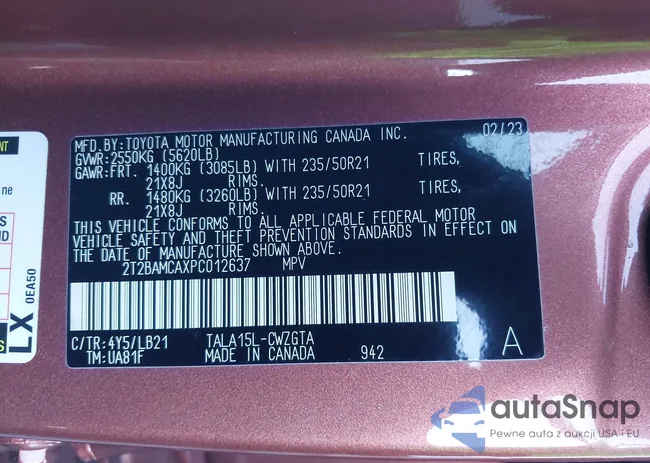 MFD.BY:TOYOTA MOTOR MANUFACTURING CANADA INC. 02/23
GVWR:2550KG (5620LB)
GAWR:FRT. 1400KG (3085LB) WITH 235/50R21 TIRES,
21X8J RIMS.
RR. 1480KG (3260LB) WITH 235/50R21 TIRES,
21X8J RIMS.
THIS VEHICLE CONFORMS TO ALL APPLICABLE FEDERAL MOTOR
VEHICLE SAFETY AND THEFT PREVENTION STANDARDS IN EFFECT ON
THE DATE OF MANUFACTURE SHOWN ABOVE.
2T2BAMCAXPC012637 MPV
C/TR:4Y5/LB21 TALA15L-CWZGTA
TM:UA81F MADE IN CANADA 942 A
LX 0EA50
autaSnap
Pewne auta z aukcji USA i EU